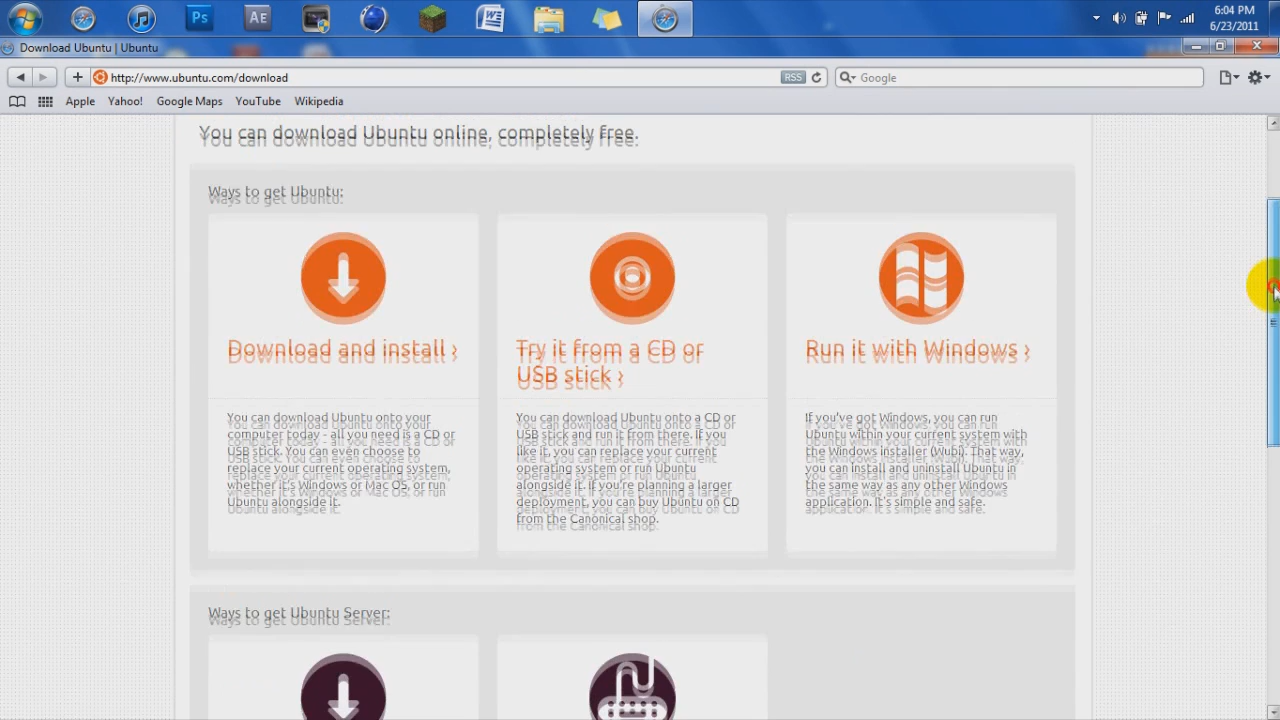 Ps
AE
6:04 PM
6/23/2011
Download Ubuntu | Ubuntu
http://www.ubuntu.com/download
RSS
Google
Apple
Yahoo!
Google Maps
YouTube
Wikipedia
You can download Ubuntu online, completely free.
Ways to get Ubuntu:
Download and install ›
You can download Ubuntu onto your
computer today - all you need is a CD or
USB stick. You can even choose to
replace your current operating system,
whether it's Windows or Mac OS, or run
Ubuntu alongside it.
Try it from a CD or
USB stick ›
You can download Ubuntu onto a CD or
USB stick and run it from there. If you
like it, you can replace your current
operating system or run Ubuntu
alongside it. If you're planning a larger
deployment, you can buy Ubuntu on CD
from the Canonical shop.
Run it with Windows ›
If you've got Windows, you can run
Ubuntu within your current system with
the Windows installer (Wubi). That way,
you can install and uninstall Ubuntu in
the same way as any other Windows
application. It's simple and safe.
Ways to get Ubuntu Server: